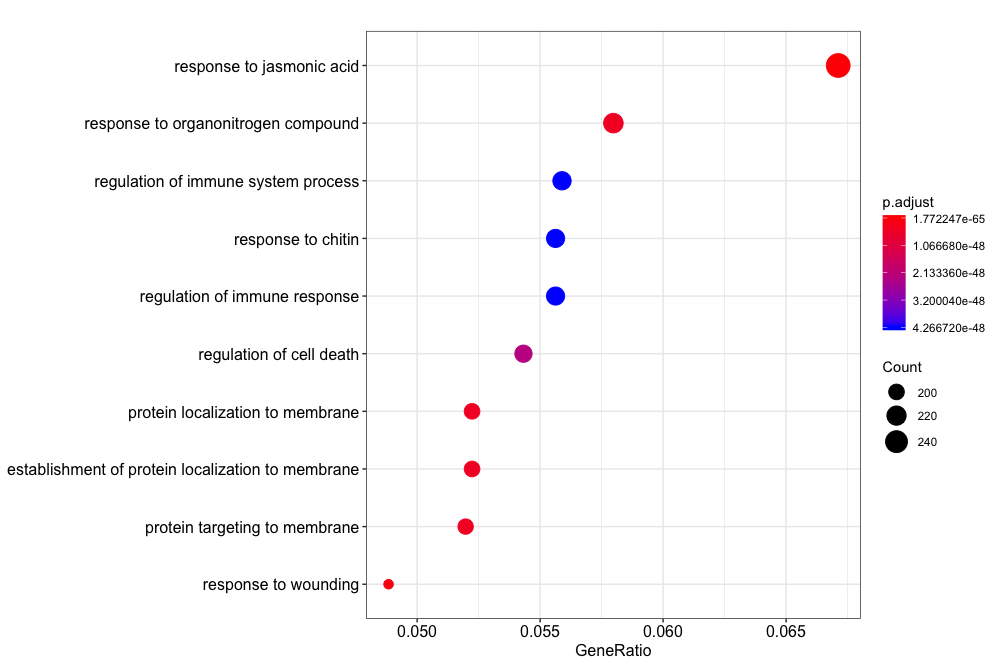 response to jasmonic acid
response to organonitrogen compound
regulation of immune system process
response to chitin
regulation of immune response
regulation of cell death
protein localization to membrane
establishment of protein localization to membrane
protein targeting to membrane
response to wounding
0.050 0.055 0.060 0.065
GeneRatio
p.adjust
1.772247e-65
1.066680e-48
2.133360e-48
3.200040e-48
4.266720e-48
Count
200
220
240